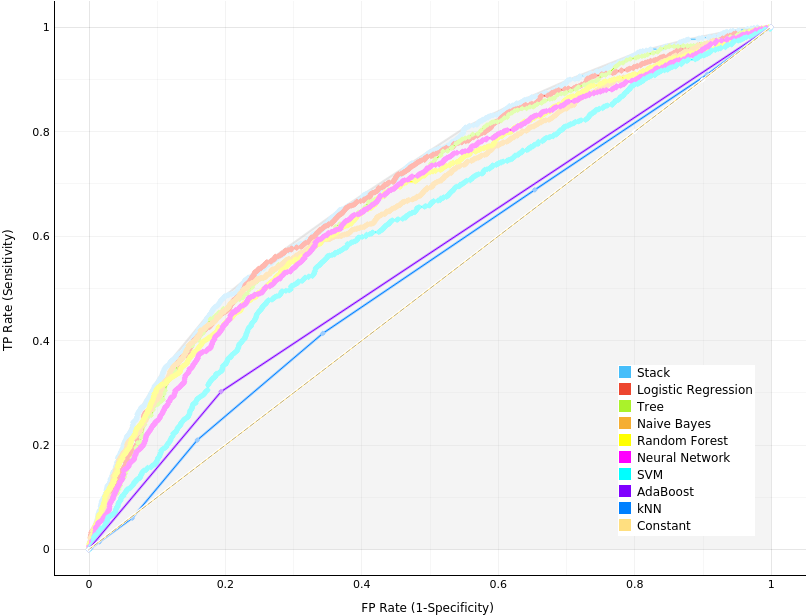 1
0.8
TP Rate (Sensitivity)
0.6
0.4
0.2
0
Stack
Logistic Regression
Tree
Naive Bayes
Random Forest
Neural Network
SVM
AdaBoost
kNN
Constant
0 0.2 0.4 0.6 0.8 1
FP Rate (1-Specificity)